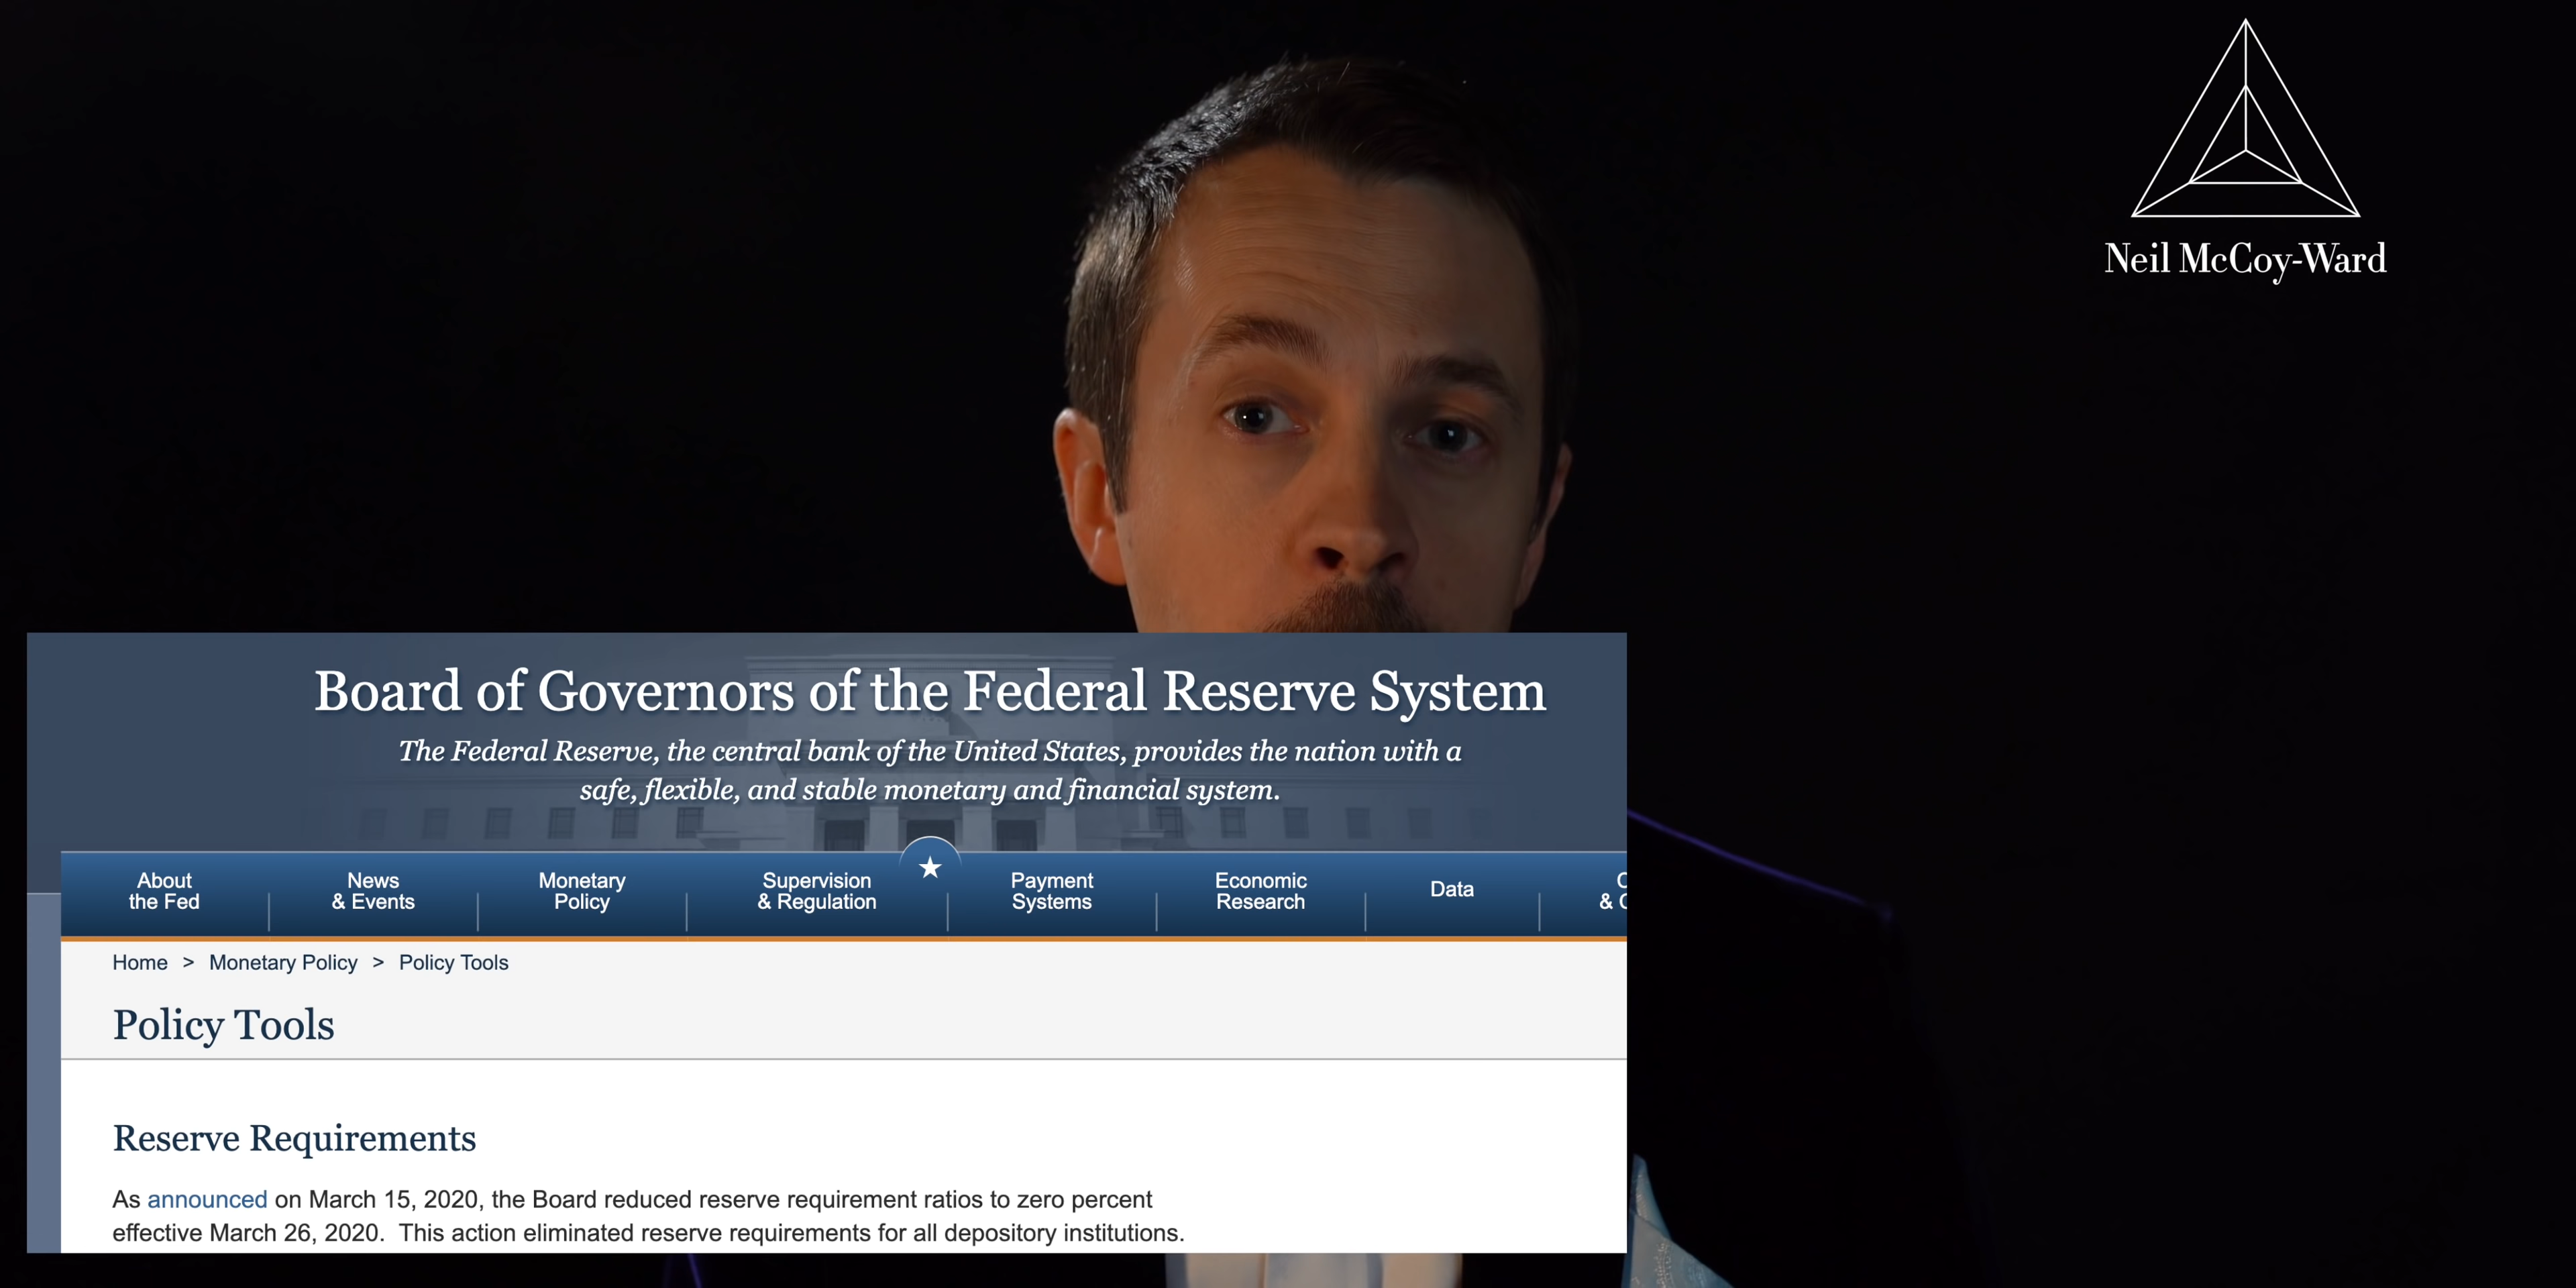 Neil McCoy-Ward
Board of Governors of the Federal Reserve System
The Federal Reserve, the central bank of the United States, provides the nation with a
safe, flexible, and stable monetary and financial system.
About
the Fed
News
& Events
Monetary
Policy
Supervision
& Regulation
Payment
Systems
Economic
Research
Data
Home > Monetary Policy > Policy Tools
Policy Tools
Reserve Requirements
As announced on March 15, 2020, the Board reduced reserve requirement ratios to zero percent
effective March 26, 2020. This action eliminated reserve requirements for all depository institutions.